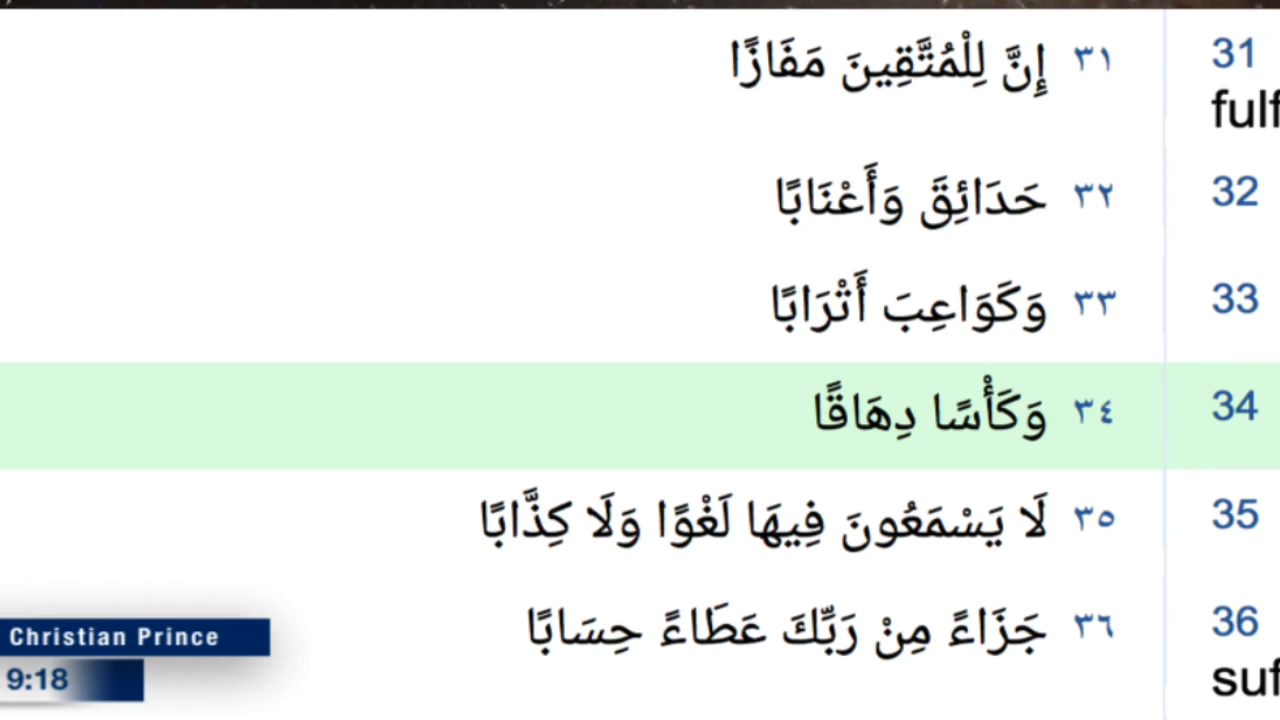 ٣١ إِنَّ لِلْمُتَّقِينَ مَفَازًا
31
fulf
٣٢ حَدَائِقَ وَأَعْنَابًا
32
٣٣ وَكَوَاعِبَ أَتْرَابًا
33
٣٤ وَكَأْسًا دِهَاقًا
34
٣٥ لَا يَسْمَعُونَ فِيهَا لَغْوًا وَلَا كِذَّابًا
35
٣٦ جَزَاءً مِنْ رَبِّكَ عَطَاءً حِسَابًا
36
suf
Christian Prince
9:18